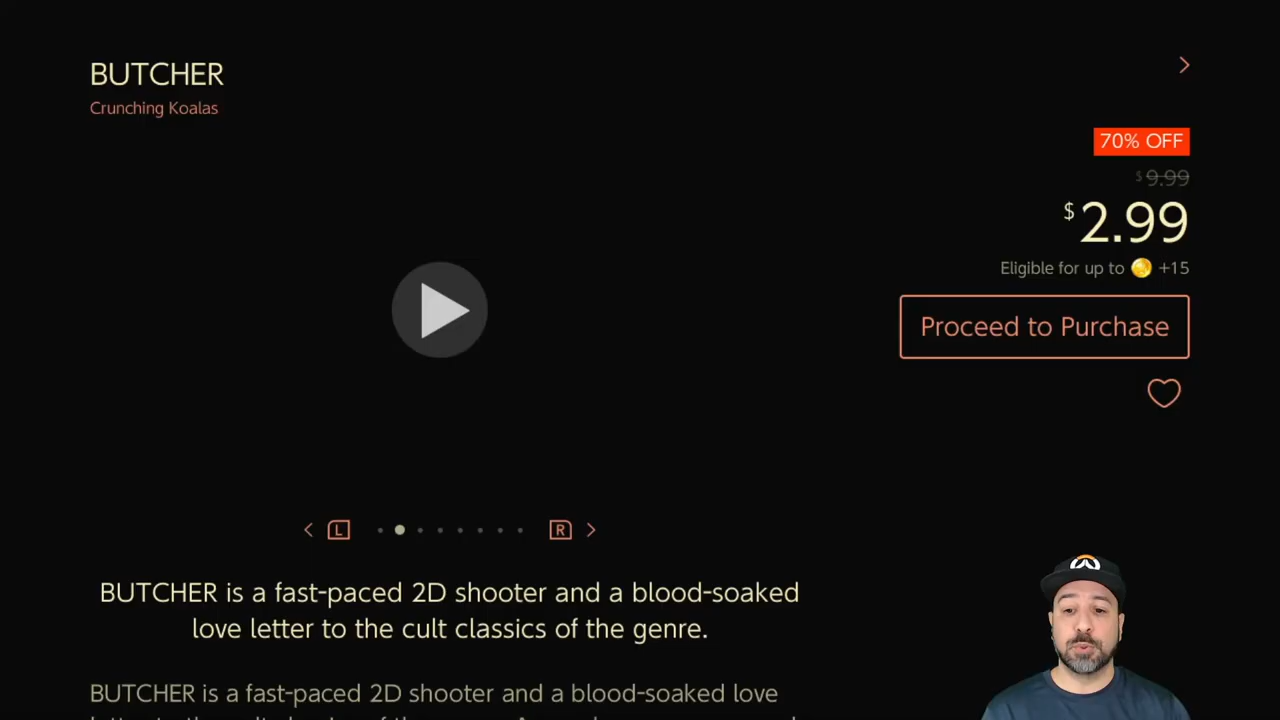 BUTCHER
Crunching Koalas
70% OFF
$9.99
$2.99
Eligible for up to +15
Proceed to Purchase
L
R
BUTCHER is a fast-paced 2D shooter and a blood-soaked
love letter to the cult classics of the genre.
BUTCHER is a fast-paced 2D shooter and a blood-soaked love